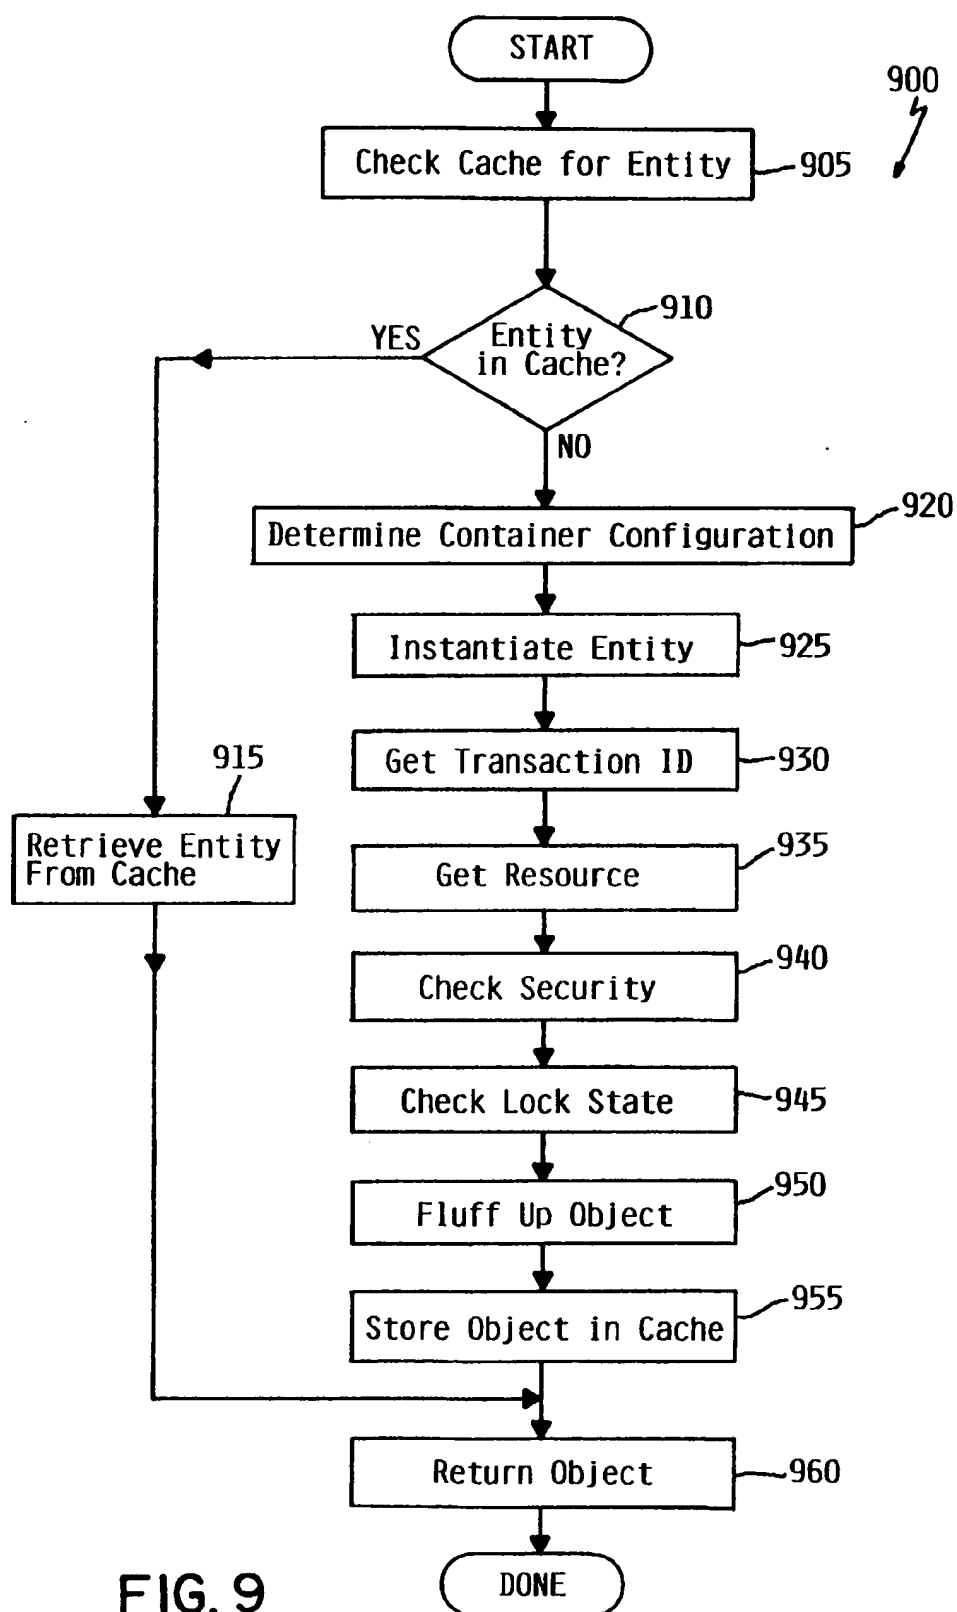 START
900
Check Cache for Entity
905
910
YES
Entity
in Cache?
NO
920
Determine Container Configuration
Instantiate Entity
925
Get Transaction ID
930
915
Retrieve Entity
From Cache
935
Get Resource
940
Check Security
Check Lock State
945
950
Fluff Up Object
955
Store Object in Cache
Return Object
960
DONE
FIG. 9